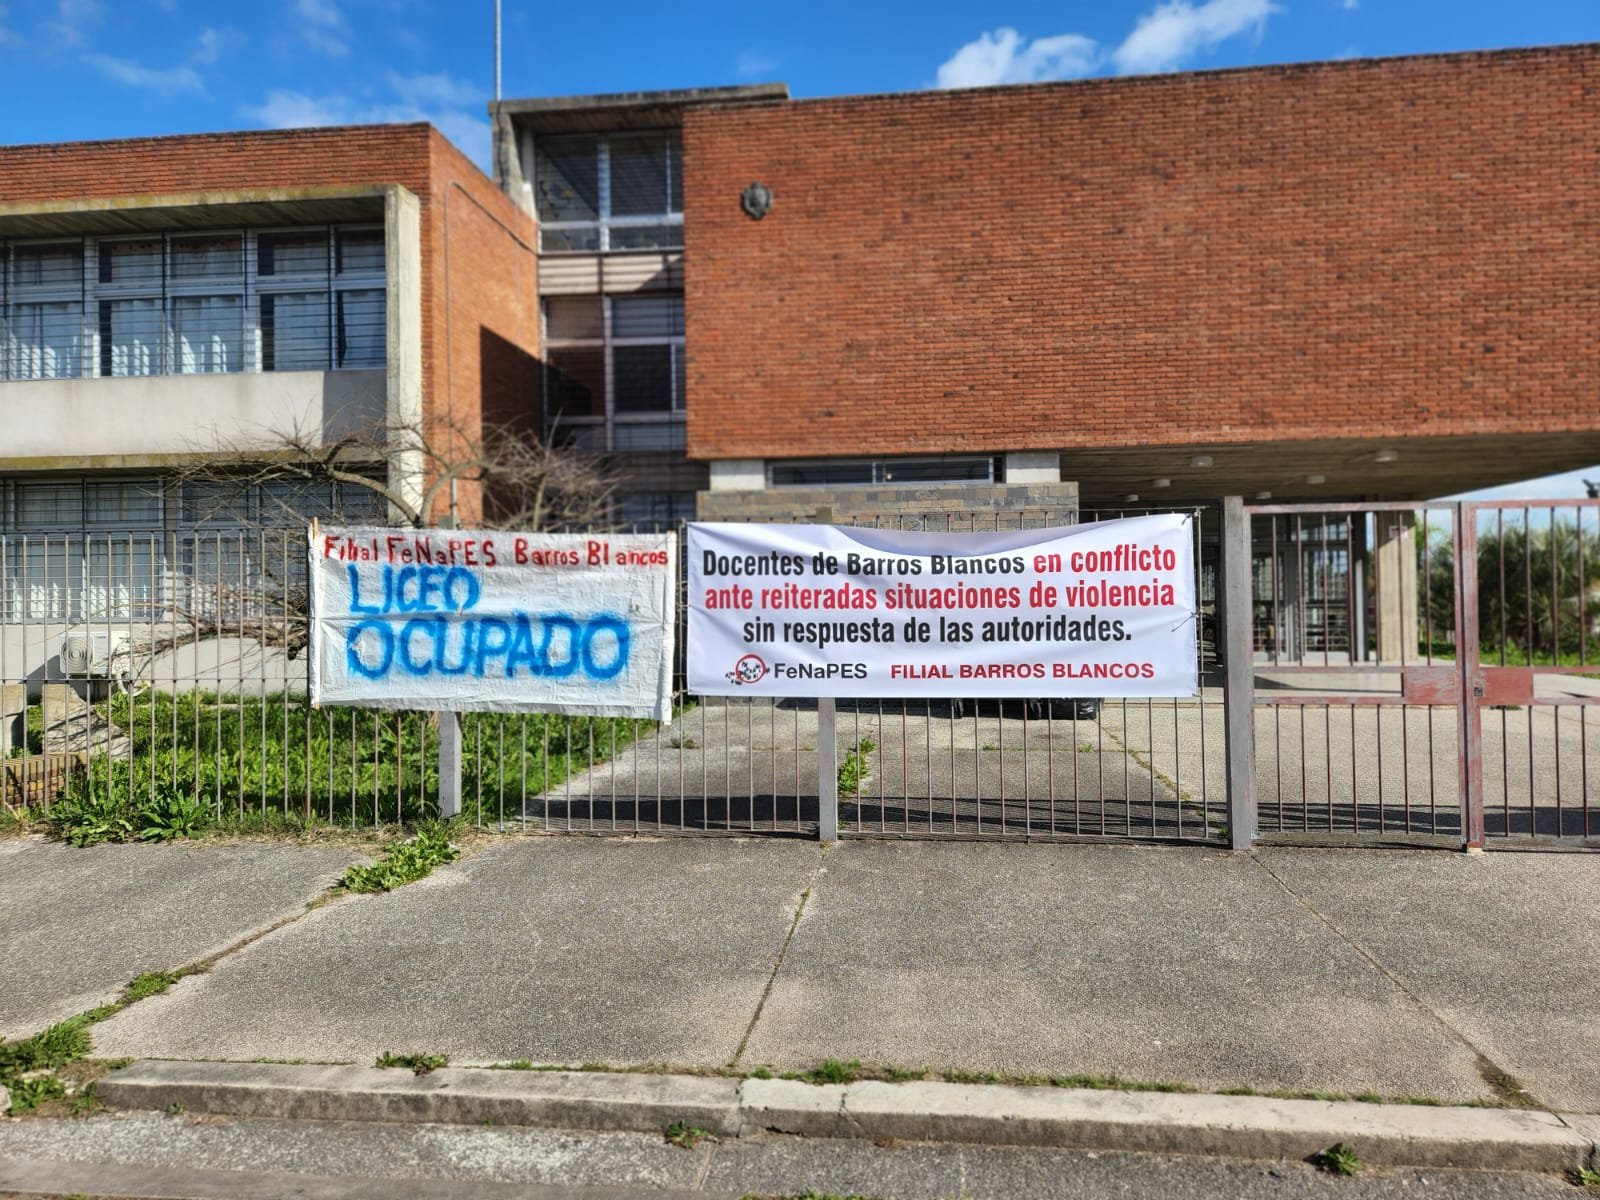 Filial FeNaPES Barros Blancos
LICEO
OCUPADO
Docentes de Barros Blancos en conflicto
ante reiteradas situaciones de violencia
sin respuesta de las autoridades.
FeNaPES FILIAL BARROS BLANCOS